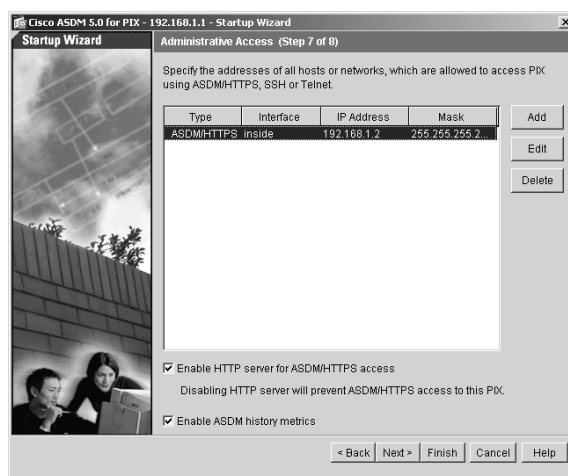 Cisco ASDM 5.0 for PIX - 192.168.1.1 - Startup Wizard
Startup Wizard
Administrative Access (Step 7 of 8)
Specify the addresses of all hosts or networks, which are allowed to access PIX
using ASDM/HTTPS, SSH or Telnet.
Type Interface IP Address Mask
ASDM/HTTPS inside 192.168.1.2 255.255.255.2...
Add
Edit
Delete
Enable HTTP server for ASDM/HTTPS access
Disabling HTTP server will prevent ASDM/HTTPS access to this PIX.
Enable ASDM history metrics
< Back Next > Finish Cancel Help